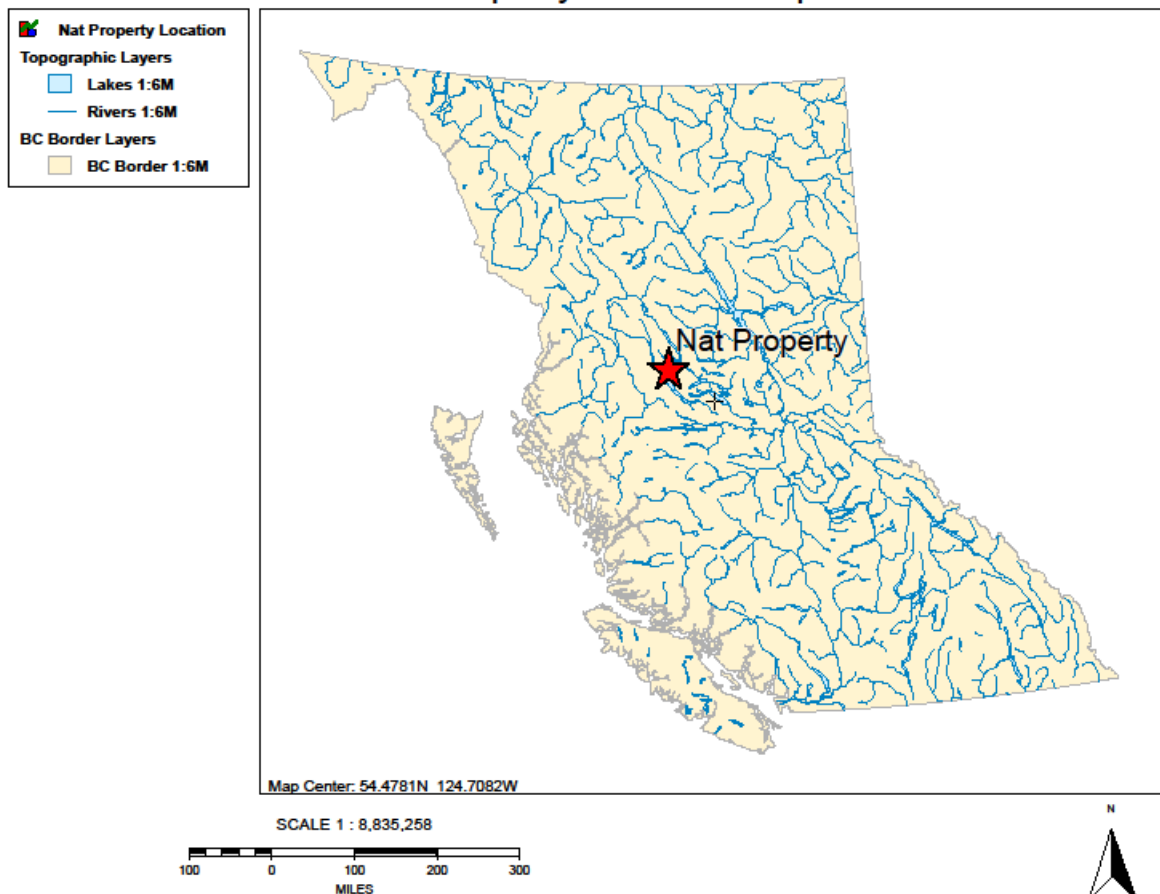 Nat Property Location
Topographic Layers
Lakes 1:6M
Rivers 1:6M
BC Border Layers
BC Border 1:6M
Nat Property
Map Center: 54.4781N 124.7082W
SCALE 1 : 8,835,258
100 0 100 200 300
MILES
N